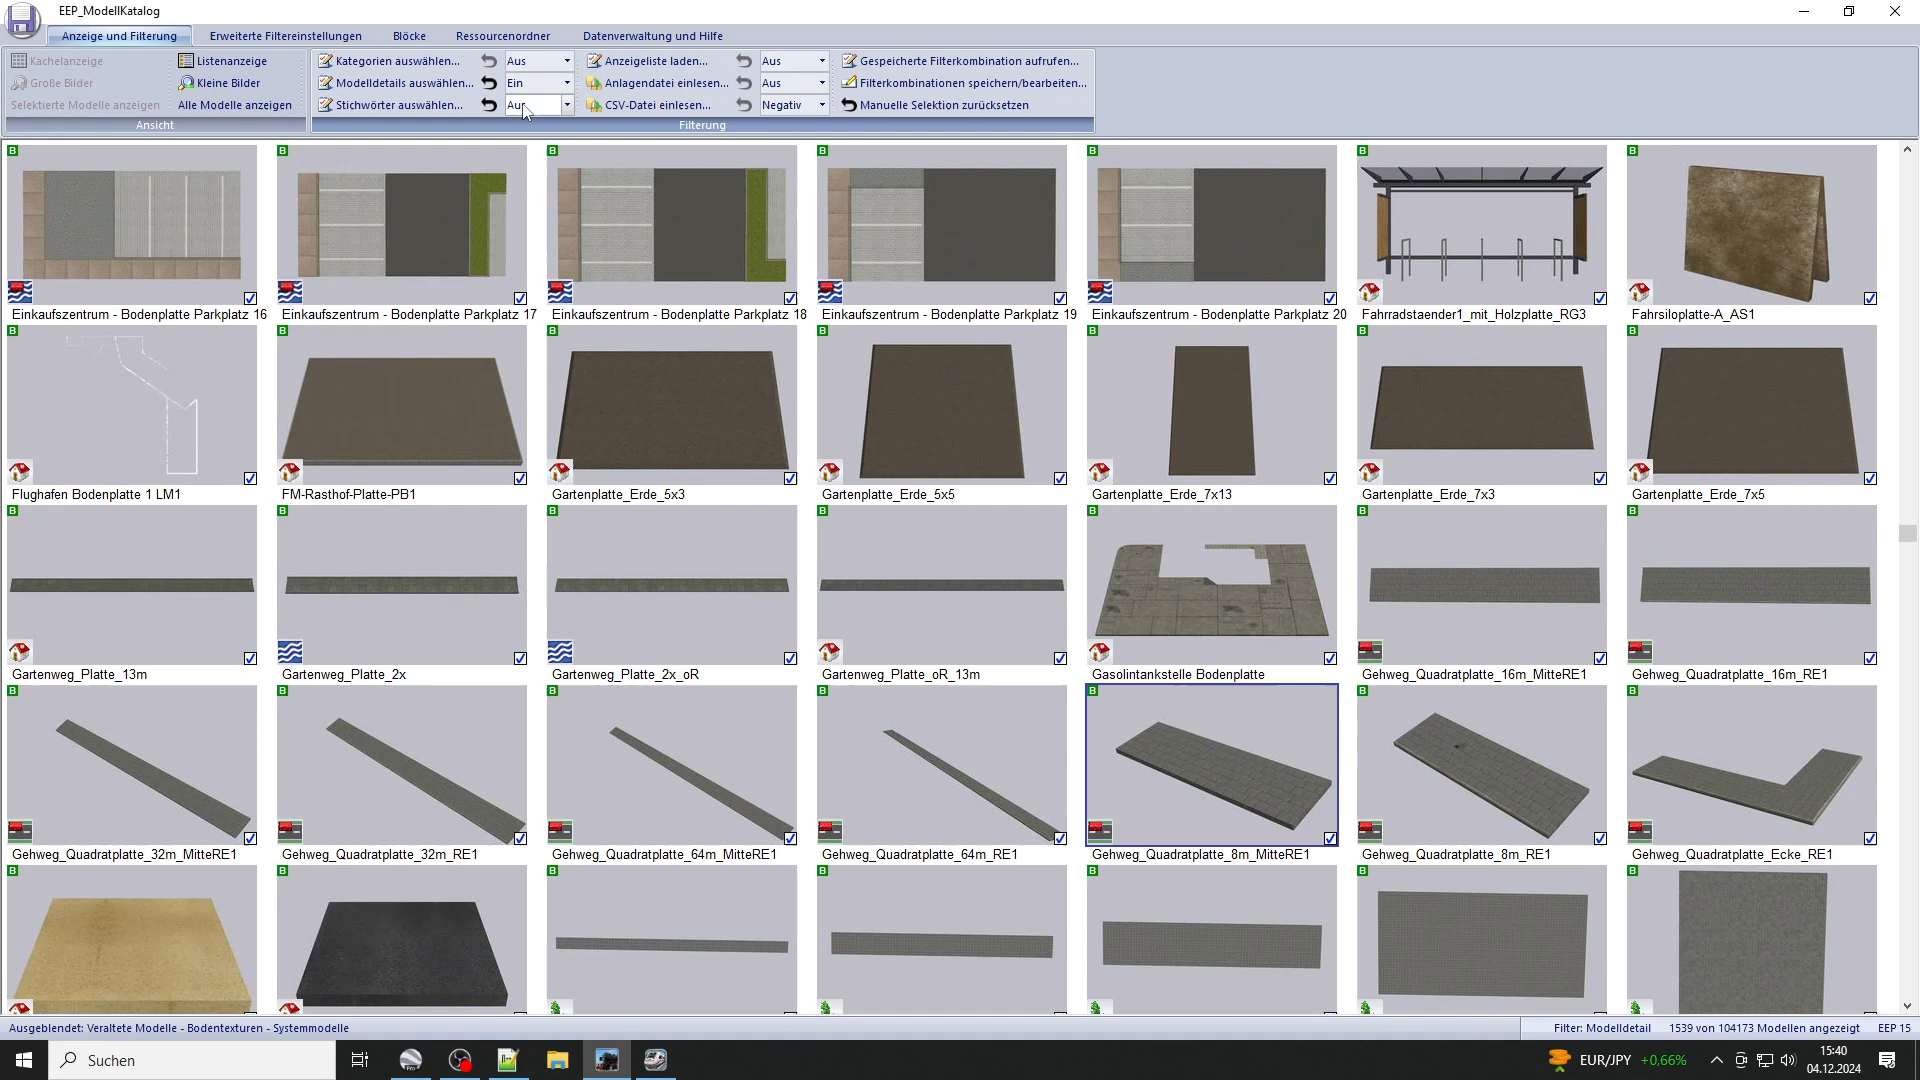 EEP_ModellKatalog
Anzeige und Filterung
Erweiterte Filtereinstellungen
Blöcke
Ressourcenordner
Datenverwaltung und Hilfe
Kachelanzeige
Listenanzeige
Kategorien auswählen...
Aus
Anzeigeliste laden...
Aus
Gespeicherte Filterkombination aufrufen...
Große Bilder
Kleine Bilder
Modelldetails auswählen...
Ein
Anlagendatei einlesen...
Aus
Filterkombinationen speichern/bearbeiten...
Selektierte Modelle anzeigen
Alle Modelle anzeigen
Stichwörter auswählen...
CSV-Datei einlesen...
Negativ
Manuelle Selektion zurücksetzen
Ansicht
Filterung
B B B B B B B
Einkaufszentrum - Bodenplatte Parkplatz 16
Einkaufszentrum - Bodenplatte Parkplatz 17
Einkaufszentrum - Bodenplatte Parkplatz 18
Einkaufszentrum - Bodenplatte Parkplatz 19
Einkaufszentrum - Bodenplatte Parkplatz 20
Fahrradstaender1_mit_Holzplatte_RG3
Fahrsiloplatte-A_AS1
B B B B B B B
Flughafen Bodenplatte 1 LM1
FM-Rasthof-Platte-PB1
Gartenplatte_Erde_5x3
Gartenplatte_Erde_5x5
Gartenplatte_Erde_7x13
Gartenplatte_Erde_7x3
Gartenplatte_Erde_7x5
B B B B B B B
Gartenweg_Platte_13m
Gartenweg_Platte_2x
Gartenweg_Platte_2x_oR
Gartenweg_Platte_oR_13m
Gasolintankstelle Bodenplatte
Gehweg_Quadratplatte_16m_MitteRE1
Gehweg_Quadratplatte_16m_RE1
B B B B B B B
Gehweg_Quadratplatte_32m_MitteRE1
Gehweg_Quadratplatte_32m_RE1
Gehweg_Quadratplatte_64m_MitteRE1
Gehweg_Quadratplatte_64m_RE1
Gehweg_Quadratplatte_8m_MitteRE1
Gehweg_Quadratplatte_8m_RE1
Gehweg_Quadratplatte_Ecke_RE1
B B B B B B B
Ausgeblendet: Veraltete Modelle - Bodentexturen - Systemmodelle
Filter: Modelldetail
1539 von 104173 Modellen angezeigt
EEP 15
Suchen
EUR/JPY +0,66%
15:40
04.12.2024